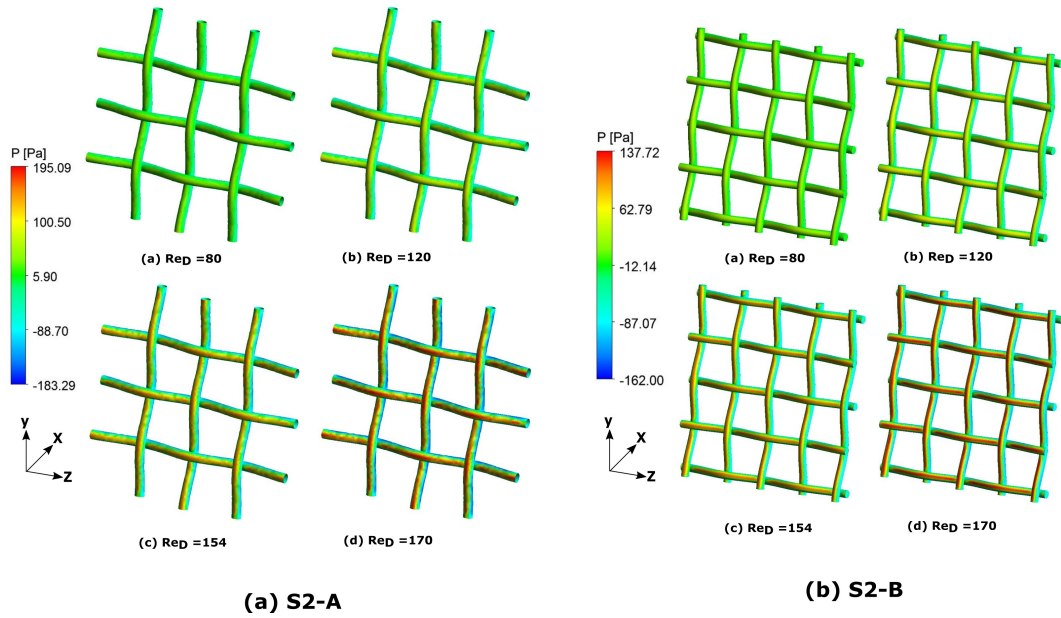 P [Pa]
195.09
100.50
5.90
-88.70
-183.29
y
X
Z
(a) ReD =80
(b) ReD =120
(c) ReD =154
(d) ReD =170
(a) S2-A
P [Pa]
137.72
62.79
-12.14
-87.07
-162.00
y
X
Z
(a) ReD =80
(b) ReD =120
(c) ReD =154
(d) ReD =170
(b) S2-B